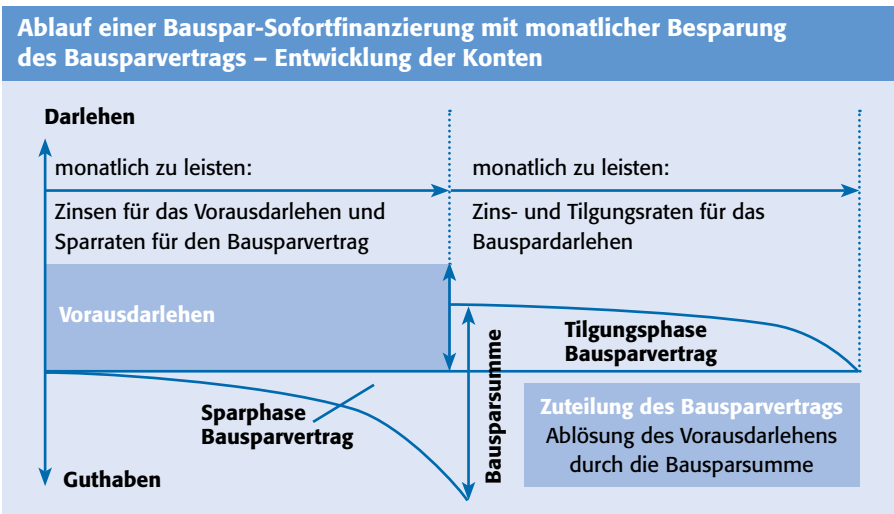 Ablauf einer Bauspar-Sofortfinanzierung mit monatlicher Besparung
des Bausparvertrags – Entwicklung der Konten
Darlehen
monatlich zu leisten:
Zinsen für das Vorausdarlehen und
Sparraten für den Bausparvertrag
monatlich zu leisten:
Zins- und Tilgungsraten für das
Bauspardarlehen
Vorausdarlehen
Tilgungsphase
Bausparvertrag
Bausparsumme
Sparphase
Bausparvertrag
Zuteilung des Bausparvertrags
Ablösung des Vorausdarlehens
durch die Bausparsumme
Guthaben